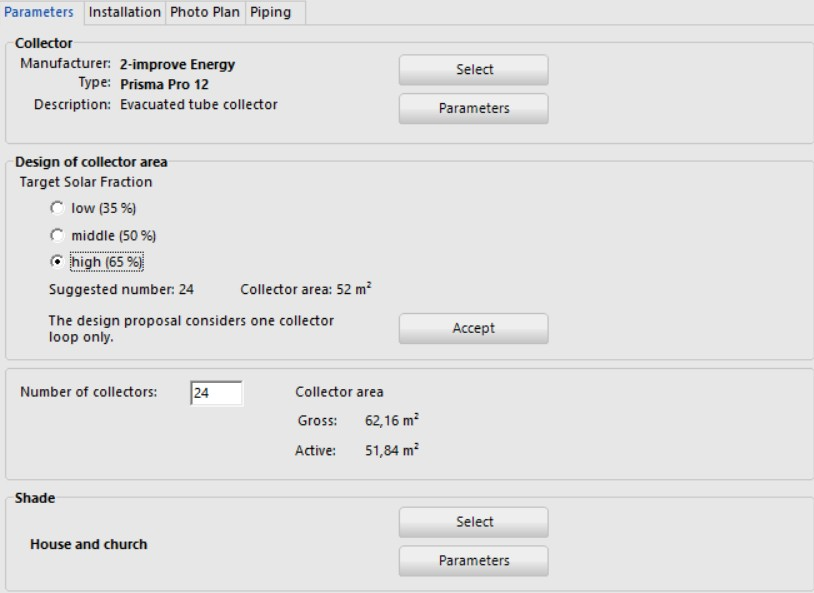 Parameters Installation Photo Plan Piping
Collector
Manufacturer: 2-improve Energy
Select
Type: Prisma Pro 12
Description: Evacuated tube collector
Parameters
Design of collector area
Target Solar Fraction
low (35 %)
middle (50 %)
high (65 %)
Suggested number: 24 Collector area: 52 m²
The design proposal considers one collector
loop only.
Accept
Number of collectors: 24 Collector area
Gross: 62,16 m²
Active: 51,84 m²
Shade
Select
House and church
Parameters